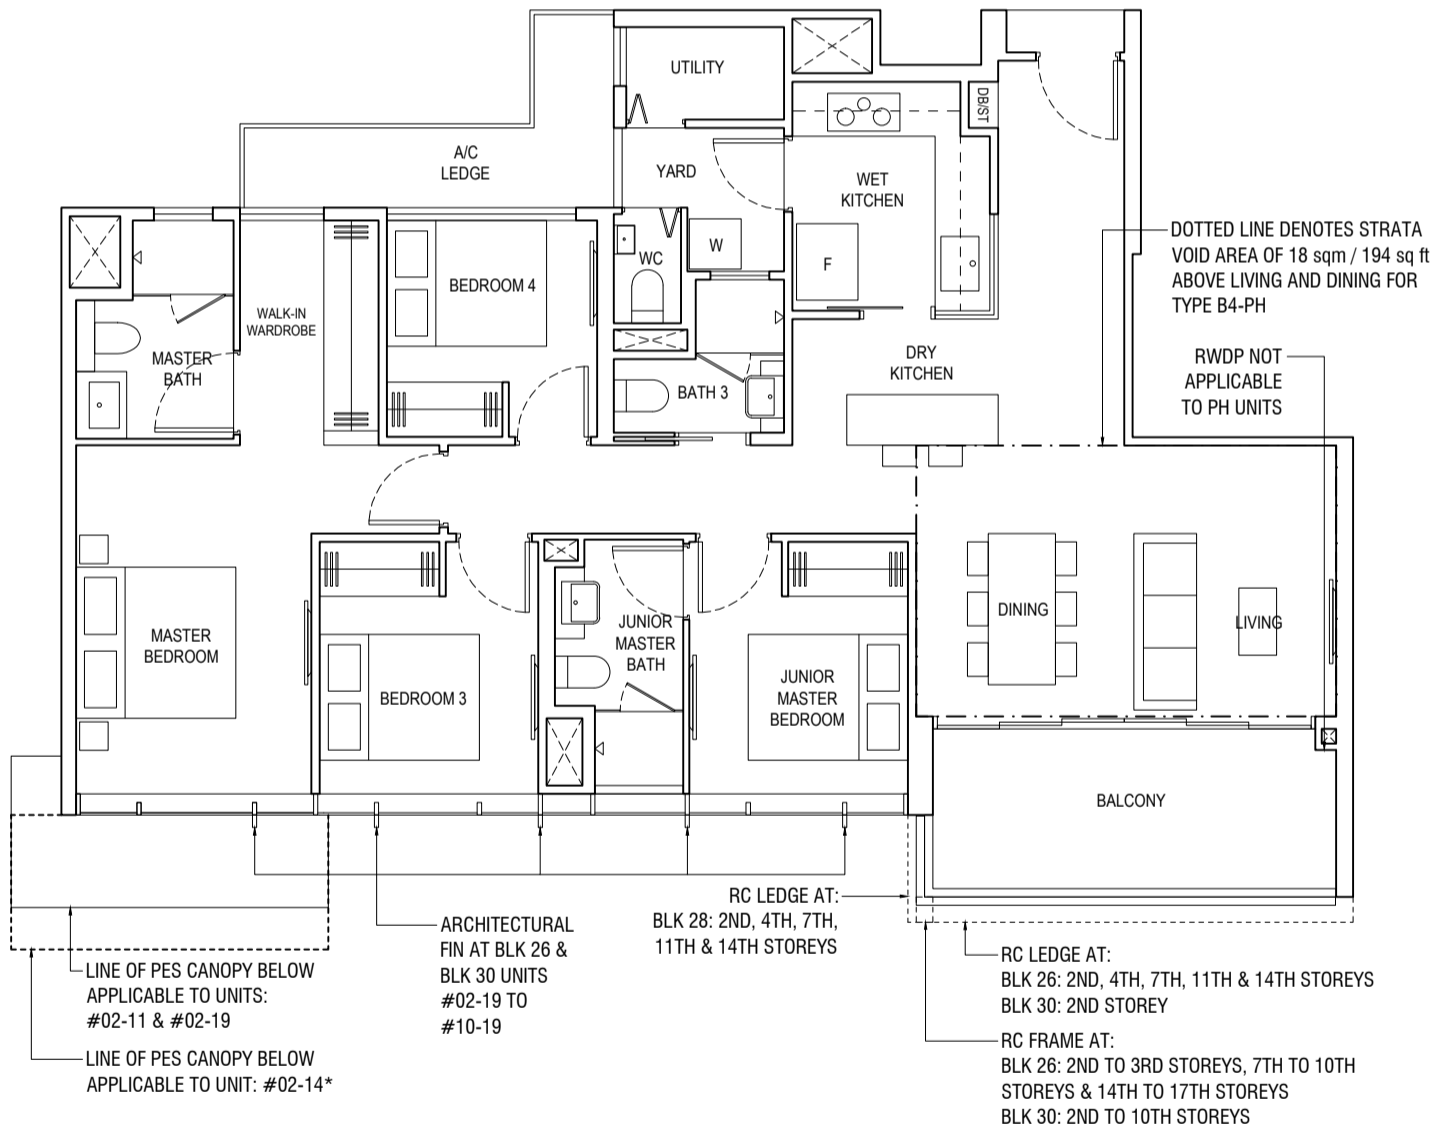 UTILITY
DB/ST
A/C
LEDGE
YARD
WET
KITCHEN
WC
W
F
BEDROOM 4
WALK-IN
WARDROBE
MASTER
BATH
BATH 3
DRY
KITCHEN
DOTTED LINE DENOTES STRATA
VOID AREA OF 18 sqm / 194 sq ft
ABOVE LIVING AND DINING FOR
TYPE B4-PH
RWDP NOT
APPLICABLE
TO PH UNITS
MASTER
BEDROOM
BEDROOM 3
JUNIOR
MASTER
BATH
JUNIOR
MASTER
BEDROOM
DINING
LIVING
BALCONY
LINE OF PES CANOPY BELOW
APPLICABLE TO UNITS:
#02-11 & #02-19
LINE OF PES CANOPY BELOW
APPLICABLE TO UNIT: #02-14*
ARCHITECTURAL
FIN AT BLK 26 &
BLK 30 UNITS
#02-19 TO
#10-19
RC LEDGE AT:
BLK 28: 2ND, 4TH, 7TH,
11TH & 14TH STOREYS
RC LEDGE AT:
BLK 26: 2ND, 4TH, 7TH, 11TH & 14TH STOREYS
BLK 30: 2ND STOREY
RC FRAME AT:
BLK 26: 2ND TO 3RD STOREYS, 7TH TO 10TH
STOREYS & 14TH TO 17TH STOREYS
BLK 30: 2ND TO 10TH STOREYS